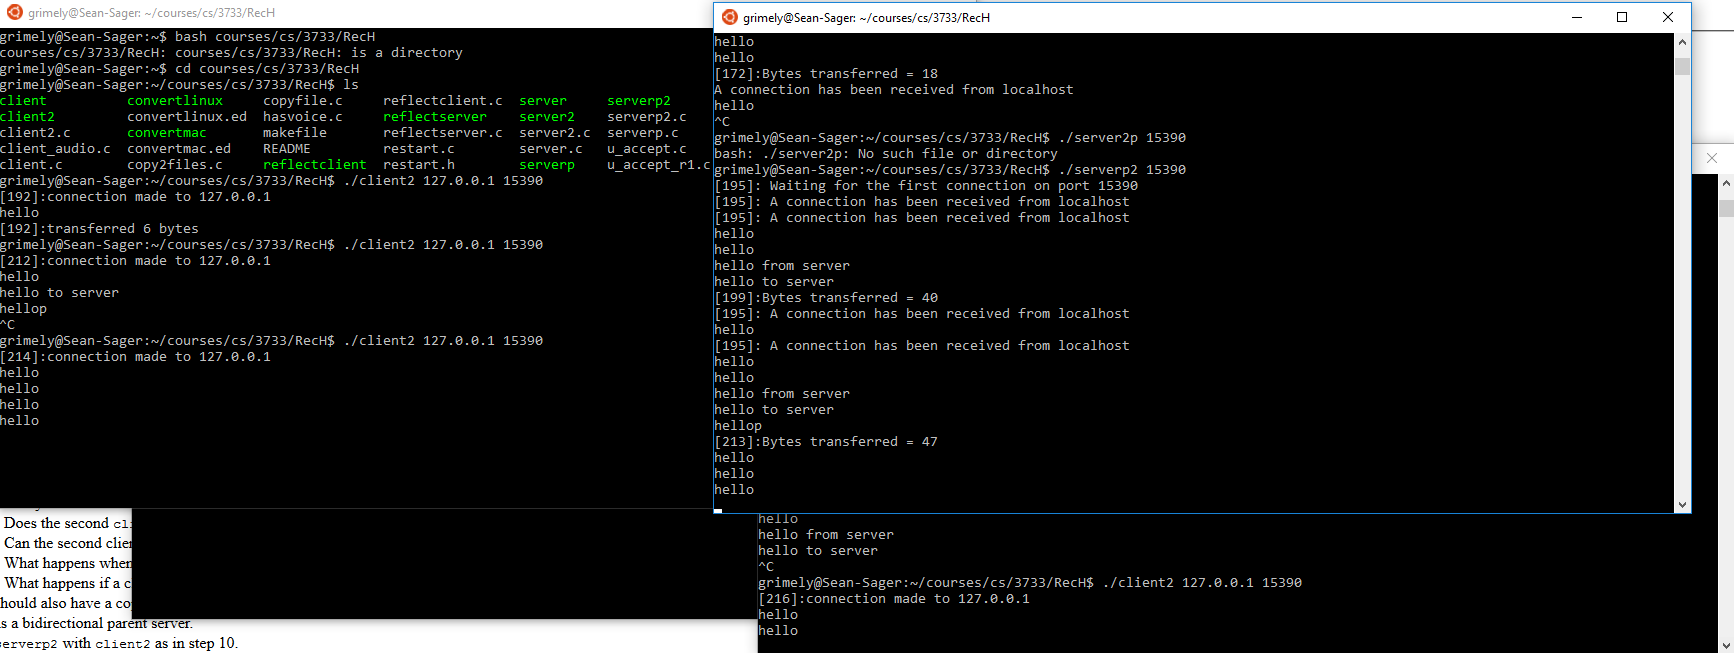 grimely@Sean-Sager: ~/courses/cs/3733/RecH
grimely@Sean-Sager:~$ bash courses/cs/3733/RecH
courses/cs/3733/RecH: courses/cs/3733/RecH: is a directory
grimely@Sean-Sager:~$ cd courses/cs/3733/RecH
grimely@Sean-Sager:~/courses/cs/3733/RecH$ ls
client convertlinux copyfile.c reflectclient.c server serverp2
client2 convertlinux.ed hasvoice.c reflectserver server2 serverp2.c
client2.c convertmac makefile reflectserver.c server2.c serverp.c
client_audio.c convertmac.ed README restart.c server.c u_accept.c
client.c copy2files.c reflectclient restart.h serverp u_accept_r1.c
grimely@Sean-Sager:~/courses/cs/3733/RecH$ ./client2 127.0.0.1 15390
[192]:connection made to 127.0.0.1
hello
[192]:transferred 6 bytes
grimely@Sean-Sager:~/courses/cs/3733/RecH$ ./client2 127.0.0.1 15390
[212]:connection made to 127.0.0.1
hello
hello to server
hellop
^C
grimely@Sean-Sager:~/courses/cs/3733/RecH$ ./client2 127.0.0.1 15390
[214]:connection made to 127.0.0.1
hello
hello
hello
hello
grimely@Sean-Sager: ~/courses/cs/3733/RecH
hello
hello
[172]:Bytes transferred = 18
A connection has been received from localhost
hello
^C
grimely@Sean-Sager:~/courses/cs/3733/RecH$ ./server2p 15390
bash: ./server2p: No such file or directory
grimely@Sean-Sager:~/courses/cs/3733/RecH$ ./serverp2 15390
[195]: Waiting for the first connection on port 15390
[195]: A connection has been received from localhost
[195]: A connection has been received from localhost
hello
hello
hello from server
hello to server
[199]:Bytes transferred = 40
[195]: A connection has been received from localhost
hello
[195]: A connection has been received from localhost
hello
hello
hello from server
hello to server
hellop
[213]:Bytes transferred = 47
hello
hello
hello
hello
hello from server
hello to server
^C
grimely@Sean-Sager:~/courses/cs/3733/RecH$ ./client2 127.0.0.1 15390
[216]:connection made to 127.0.0.1
hello
hello
Does the second cli
Can the second clien
What happens when
What happens if a c
hould also have a co
s a bidirectional parent server.
serverp2 with client2 as in step 10.